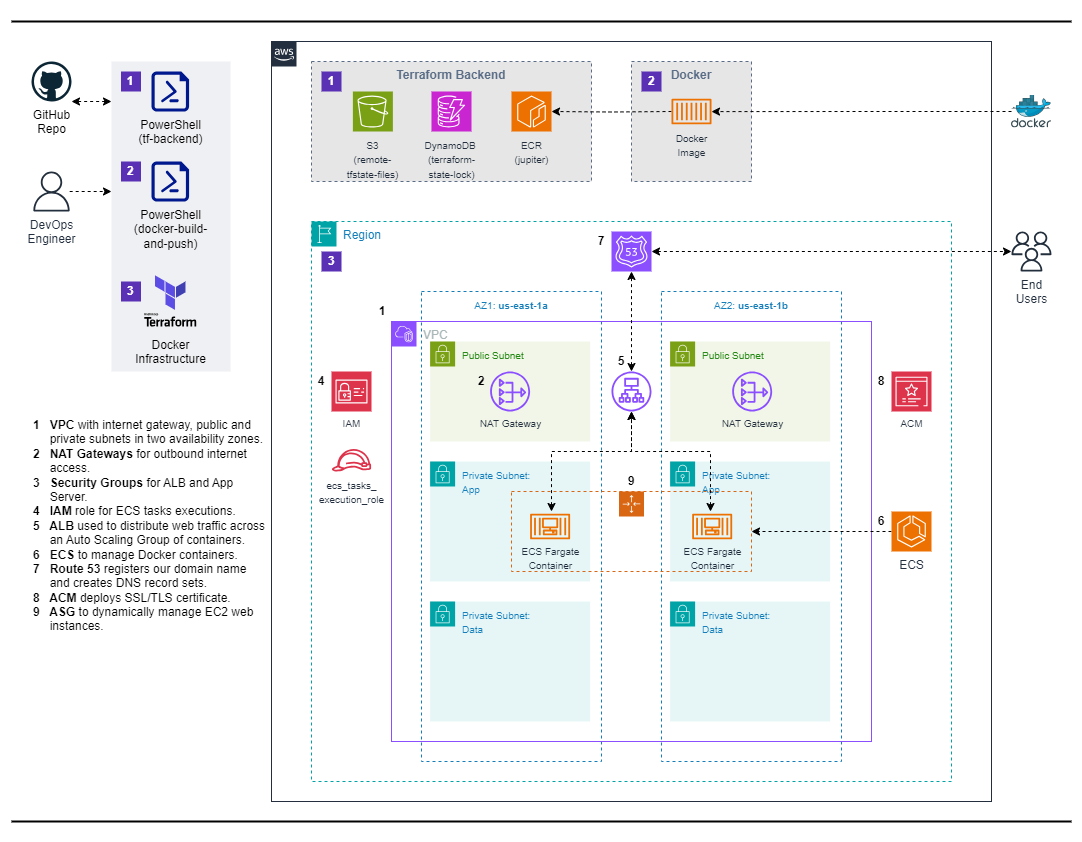 aws
GitHub
Repo
1
PowerShell
(tf-backend)
2
PowerShell
(docker-build-
and-push)
DevOps
Engineer
3
Terraform
Docker
Infrastructure
1
Terraform Backend
S3
(remote-
tfstate-files)
DynamoDB
(terraform-
state-lock)
ECR
(jupiter)
2
Docker
Docker
Image
docker
Region
3
7
53
End
Users
AZ1: us-east-1a
AZ2: us-east-1b
1
VPC
Public Subnet
2
NAT Gateway
5
Public Subnet
NAT Gateway
4
IAM
ecs_tasks_
execution_role
8
ACM
Private Subnet:
App
9
Private Subnet:
App
ECS Fargate
Container
ECS Fargate
Container
6
ECS
Private Subnet:
Data
Private Subnet:
Data
1 VPC with internet gateway, public and
private subnets in two availability zones.
2 NAT Gateways for outbound internet
access.
3 Security Groups for ALB and App
Server.
4 IAM role for ECS tasks executions.
5 ALB used to distribute web traffic across
an Auto Scaling Group of containers.
6 ECS to manage Docker containers.
7 Route 53 registers our domain name
and creates DNS record sets.
8 ACM deploys SSL/TLS certificate.
9 ASG to dynamically manage EC2 web
instances.